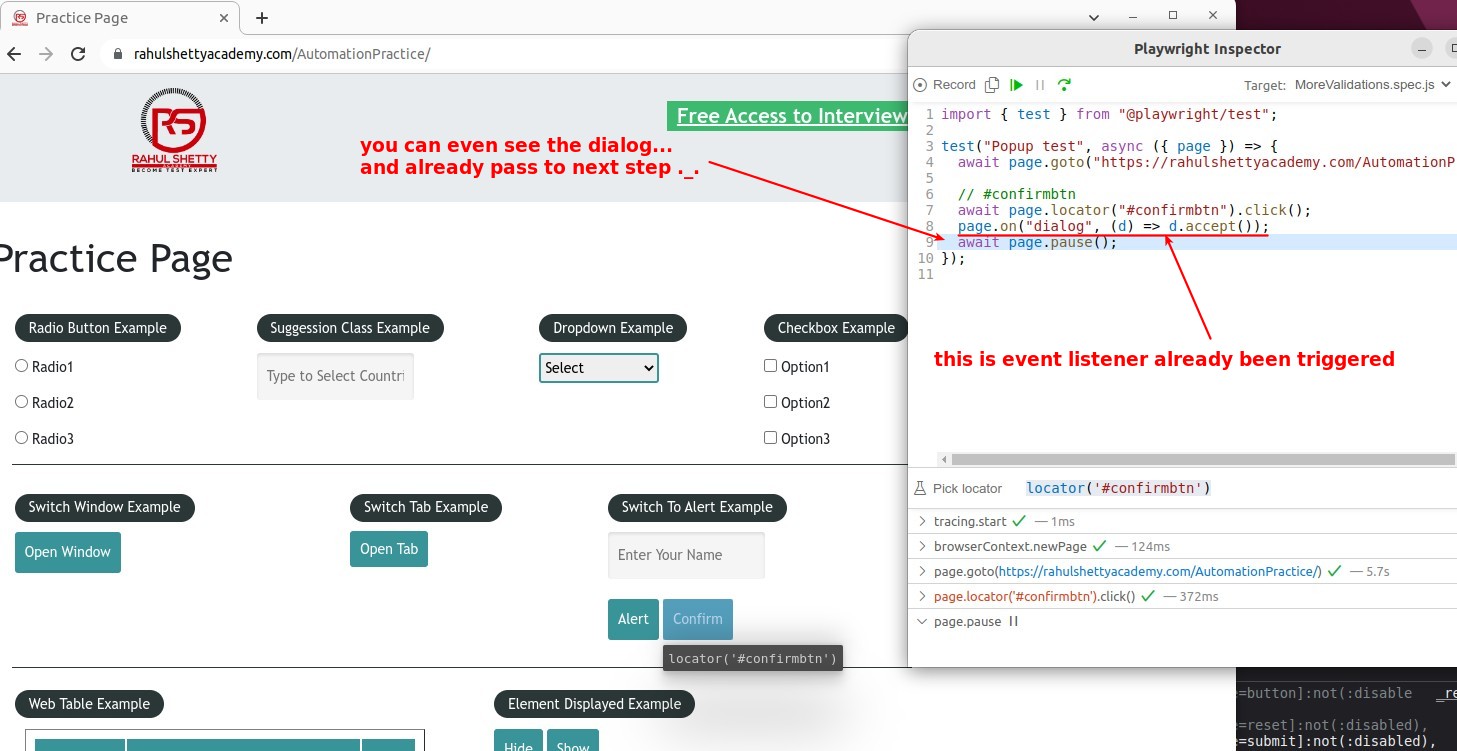 Practice Page
rahulshettyacademy.com/AutomationPractice/
RS
RAHUL SHETTY
ACADEMY
BECOME TEST EXPERT
Free Access to Interview
you can even see the dialog...
and already pass to next step ._.
Practice Page
Radio Button Example
Suggession Class Example
Dropdown Example
Checkbox Example
Radio1
Type to Select Countri
Select
Option1
Radio2
Option2
Radio3
Option3
Switch Window Example
Switch Tab Example
Switch To Alert Example
Open Window
Open Tab
Enter Your Name
Alert
Confirm
locator('#confirmbtn')
Web Table Example
Element Displayed Example
Hide
Show
Playwright Inspector
Record
Target: MoreValidations.spec.js
1 import { test } from "@playwright/test";
2
3 test("Popup test", async ({ page }) => {
4 await page.goto("https://rahulshettyacademy.com/AutomationP
5
6 // #confirmbtn
7 await page.locator("#confirmbtn").click();
8 page.on("dialog", (d) => d.accept());
9 await page.pause();
10 });
11
this is event listener already been triggered
Pick locator locator('#confirmbtn')
tracing.start — 1ms
browserContext.newPage — 124ms
page.goto(https://rahulshettyacademy.com/AutomationPractice/) — 5.7s
page.locator('#confirmbtn').click() — 372ms
page.pause
=button]:not(:disable _re
=reset]:not(:disabled),
=submit]:not(:disabled),